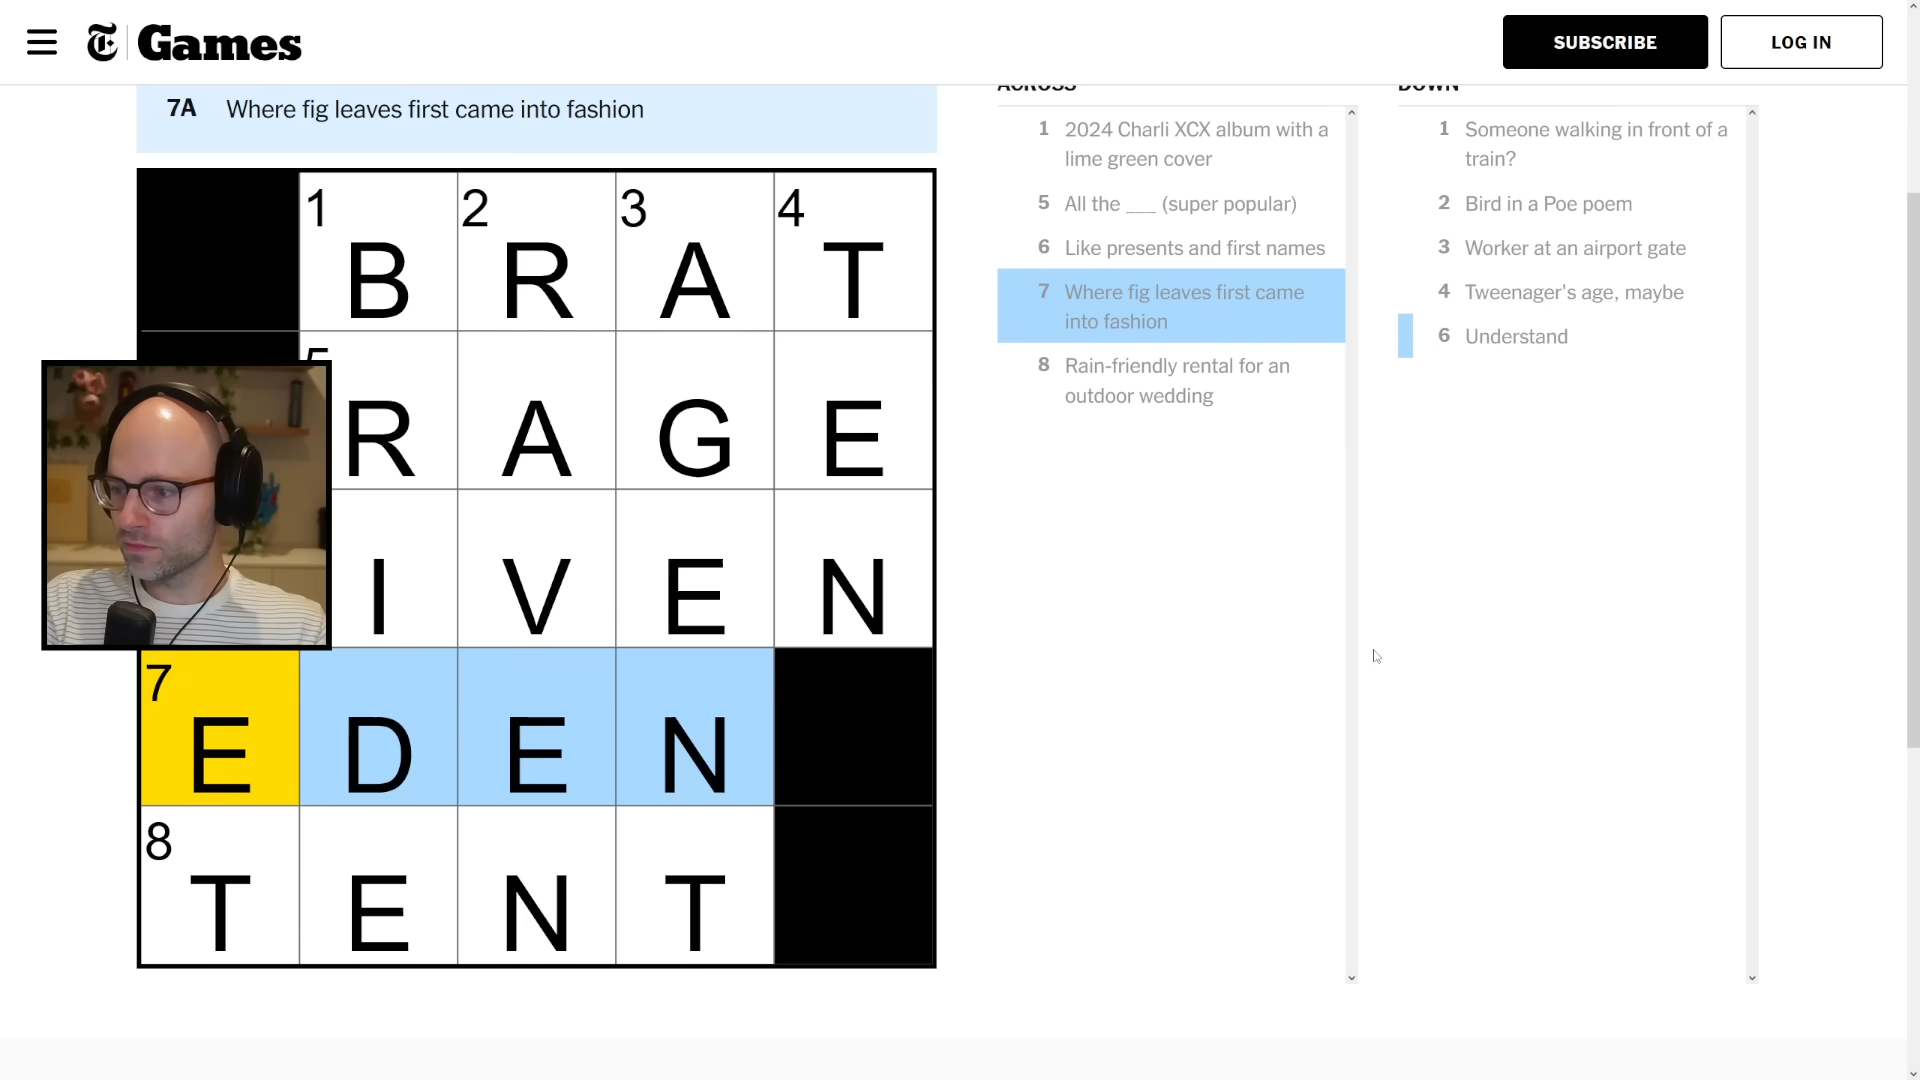 Games
SUBSCRIBE
LOG IN
7A Where fig leaves first came into fashion
1 2 3 4
B R A T
5
R A G E
I V E N
7
E D E N
8
T E N T
ACROSS
1 2024 Charli XCX album with a
lime green cover
5 All the ___ (super popular)
6 Like presents and first names
7 Where fig leaves first came
into fashion
8 Rain-friendly rental for an
outdoor wedding
DOWN
1 Someone walking in front of a
train?
2 Bird in a Poe poem
3 Worker at an airport gate
4 Tweenager's age, maybe
6 Understand